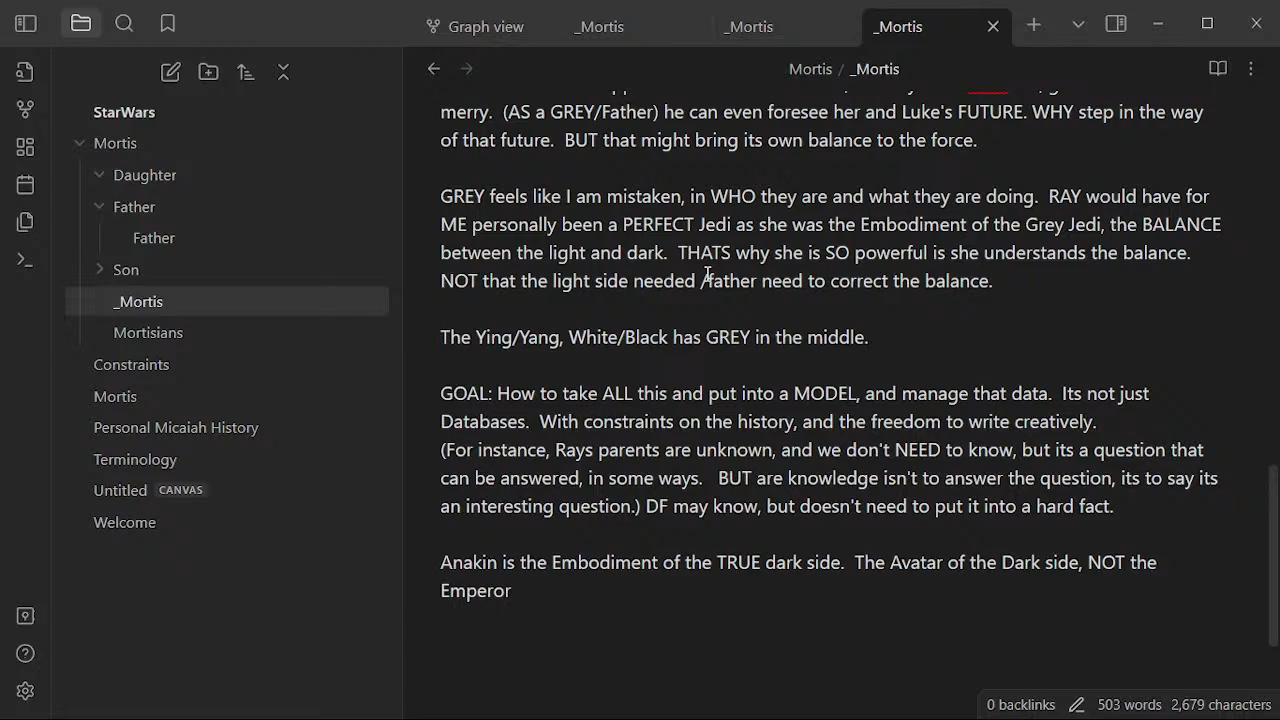 Graph view
_Mortis
_Mortis
_Mortis
Mortis / _Mortis
StarWars
Mortis
Daughter
Father
Father
Son
_Mortis
Mortisians
Constraints
Mortis
Personal Micaiah History
Terminology
Untitled CANVAS
Welcome
merry. (AS a GREY/Father) he can even foresee her and Luke's FUTURE. WHY step in the way
of that future. BUT that might bring its own balance to the force.
GREY feels like I am mistaken, in WHO they are and what they are doing. RAY would have for
ME personally been a PERFECT Jedi as she was the Embodiment of the Grey Jedi, the BALANCE
between the light and dark. THATS why she is SO powerful is she understands the balance.
NOT that the light side needed /father need to correct the balance.
The Ying/Yang, White/Black has GREY in the middle.
GOAL: How to take ALL this and put into a MODEL, and manage that data. Its not just
Databases. With constraints on the history, and the freedom to write creatively.
(For instance, Rays parents are unknown, and we don't NEED to know, but its a question that
can be answered, in some ways. BUT are knowledge isn't to answer the question, its to say its
an interesting question.) DF may know, but doesn't need to put it into a hard fact.
Anakin is the Embodiment of the TRUE dark side. The Avatar of the Dark side, NOT the
Emperor
0 backlinks 503 words 2,679 characters